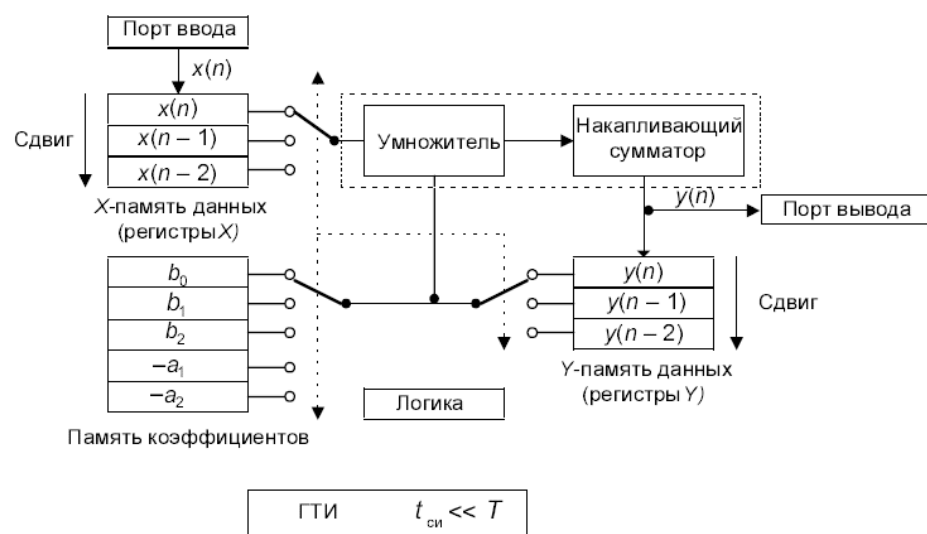 Порт ввода
x(n)
Сдвиг
x(n)
x(n – 1)
x(n – 2)
X-память данных
(регистры X)
Умножитель
Накапливающий
сумматор
y(n)
Порт вывода
b₀
b₁
b₂
–a₁
–a₂
Память коэффициентов
y(n)
y(n – 1)
y(n – 2)
Сдвиг
Y-память данных
(регистры Y)
Логика
ГТИ t си << T